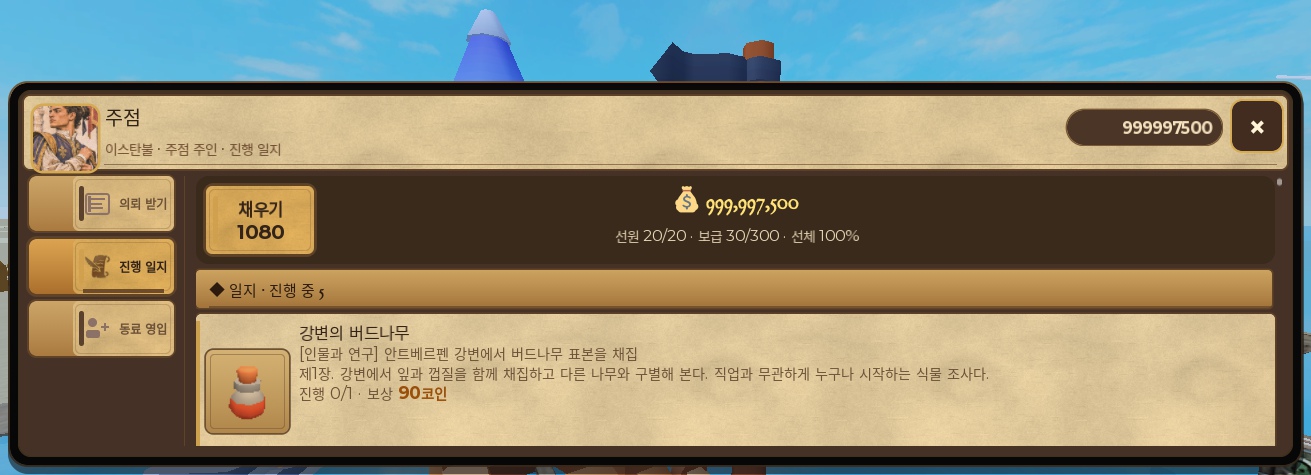 주점
이스탄불 · 주점 주인 · 진행 일지
999997500
×
의뢰 받기
진행 일지
동료 영입
채우기
1080
$ 999,997,500
선원 20/20 · 보급 30/300 · 선체 100%
◆ 일지 · 진행 중 5
강변의 버드나무
[인물과 연구] 안트베르펜 강변에서 버드나무 표본을 채집
제1장. 강변에서 잎과 껍질을 함께 채집하고 다른 나무와 구별해 본다. 직업과 무관하게 누구나 시작하는 식물 조사다.
진행 0/1 · 보상 90코인